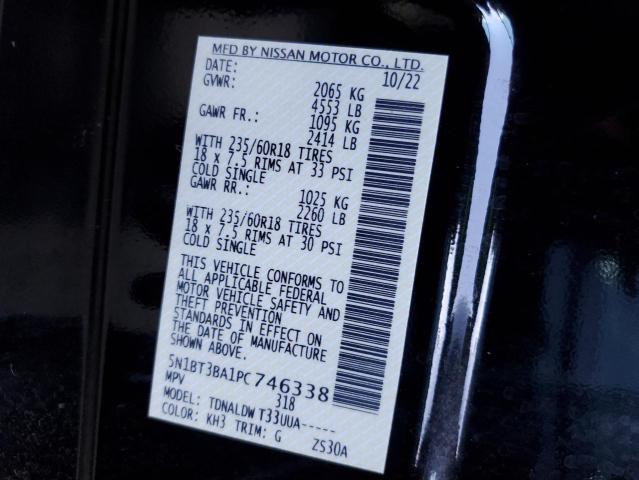 MFD BY NISSAN MOTOR CO., LTD.
DATE: 10/22
GVWR: 2065 KG
4553 LB
GAWR FR.: 1095 KG
2414 LB
WITH 235/60R18 TIRES
18 x 7.5 RIMS AT 33 PSI
COLD SINGLE
GAWR RR.: 1025 KG
2260 LB
WITH 235/60R18 TIRES
18 x 7.5 RIMS AT 30 PSI
COLD SINGLE
THIS VEHICLE CONFORMS TO
ALL APPLICABLE FEDERAL
MOTOR VEHICLE SAFETY AND
THEFT PREVENTION
STANDARDS IN EFFECT ON
THE DATE OF MANUFACTURE
SHOWN ABOVE.
5N1BT3BA1PC746338
MPV 318
MODEL: TDNALDW T33UUA-----
COLOR: KH3 TRIM: G ZS30A